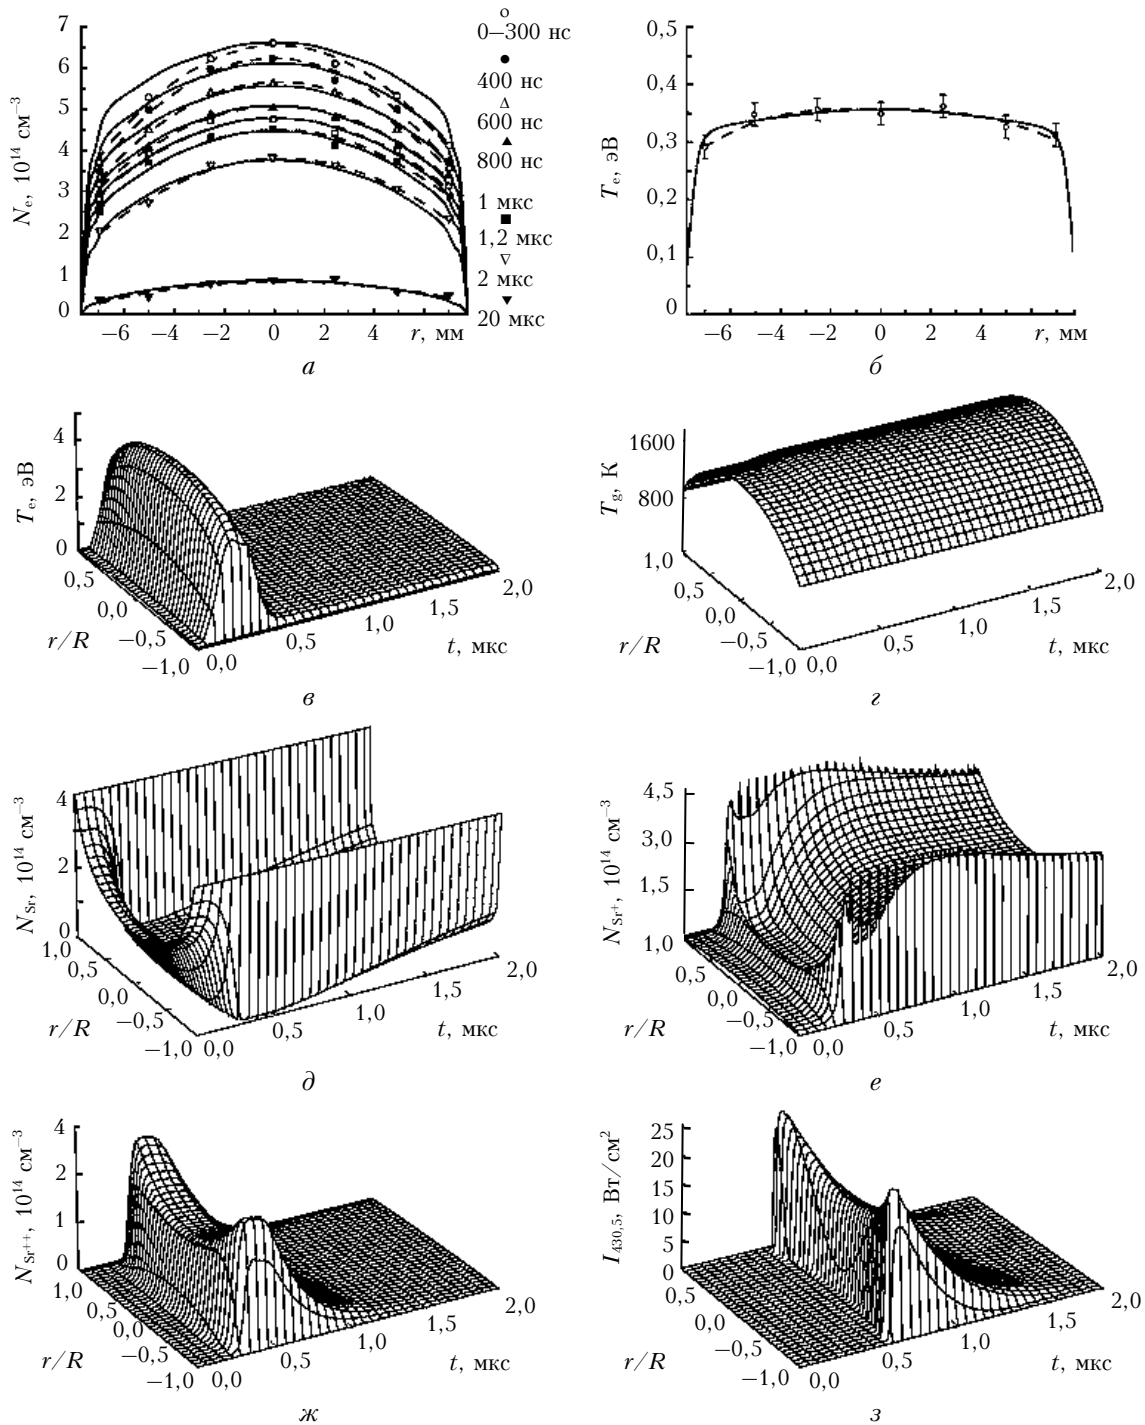 7
6
5
4
3
2
1
0
N_e, 10^14 см^−3
−6 −4 −2 0 2 4 r, мм
0−300 нс
400 нс
600 нс
800 нс
1 мкс
1,2 мкс
2 мкс
20 мкс
а
0,5
0,4
0,3
0,2
0,1
0
T_e, эВ
−6 −4 −2 0 2 4 r, мм
б
4
2
0
T_e, эВ
0,5
0,0
−0,5
−1,0
r/R
0,0
0,5
1,0
1,5
2,0
t, мкс
в
1600
800
T_g, К
1,0
0,5
0,0
−0,5
−1,0
r/R
0,0
0,5
1,0
1,5
2,0
t, мкс
г
4
2
0
N_Sr, 10^14 см^−3
1,0
0,5
0,0
−0,5
−1,0
r/R
0,0
0,5
1,0
1,5
2,0
t, мкс
д
4,5
3.0
1,5
N_Sr+, 10^14 см^−3
1,0
0,5
0,0
−0,5
−1,0
r/R
0,0
0,5
1,0
1,5
2,0
t, мкс
е
4
2
1
0
N_Sr++, 10^14 см^−3
1,0
0,5
0,0
−0,5
−1,0
r/R
0,0
0,5
1,0
1,5
2,0
t, мкс
ж
25
20
15
10
5
0
I_430,5, Вт/см^2
0,5
0,0
−0,5
−1,0
r/R
0,0
0,5
1,0
1,5
2,0
t, мкс
з